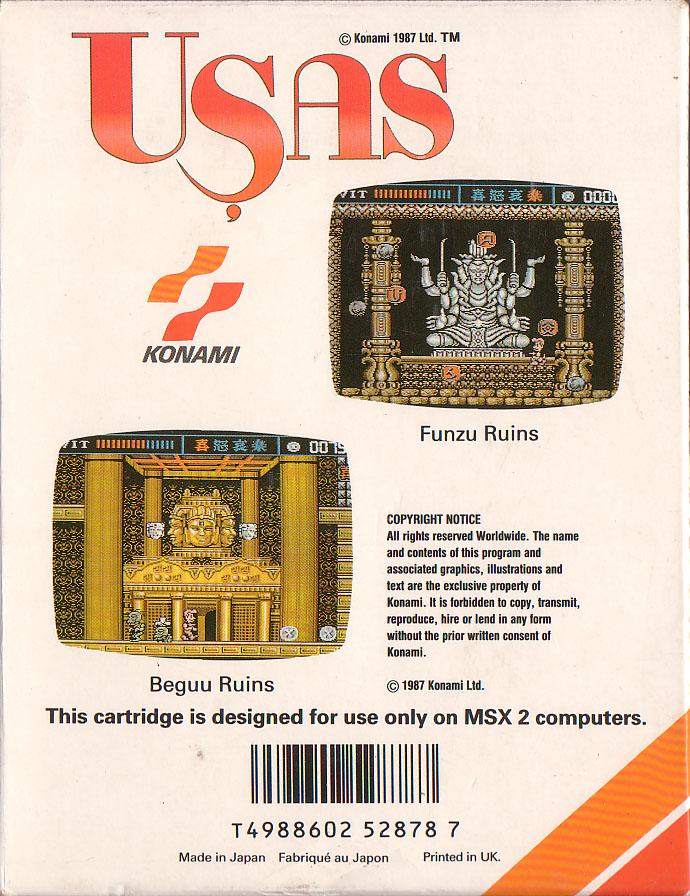 © Konami 1987 Ltd. ™
UŞAS
KONAMI
VIT 喜怒哀楽 000
Funzu Ruins
VIT 喜怒哀楽 001
Beguu Ruins
COPYRIGHT NOTICE
All rights reserved Worldwide. The name
and contents of this program and
associated graphics, illustrations and
text are the exclusive property of
Konami. It is forbidden to copy, transmit,
reproduce, hire or lend in any form
without the prior written consent of
Konami.
© 1987 Konami Ltd.
This cartridge is designed for use only on MSX 2 computers.
T4988602 52878 7
Made in Japan Fabriqué au Japon Printed in UK.